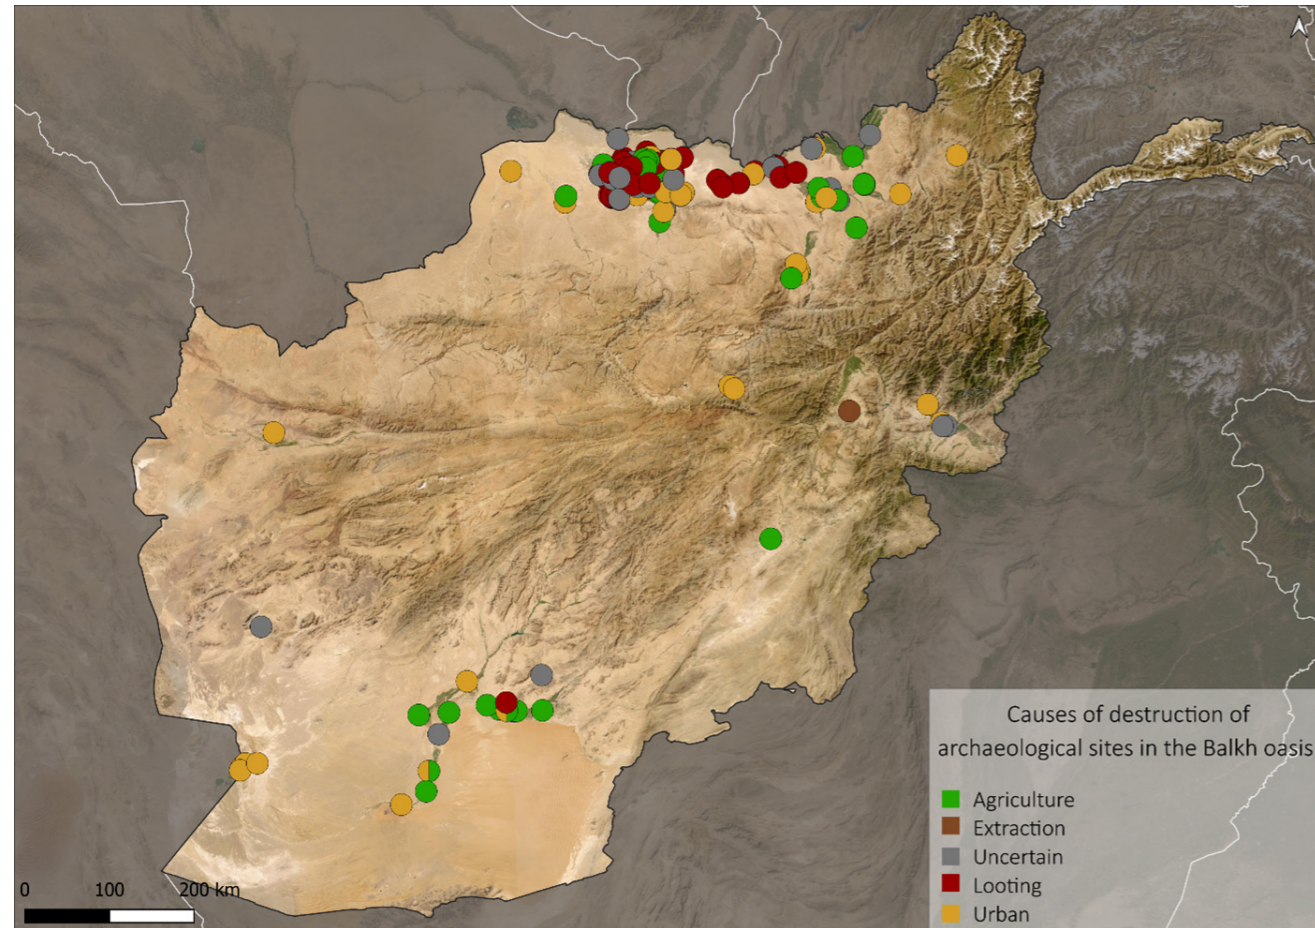 Causes of destruction of
archaeological sites in the Balkh oasis
Agriculture
Extraction
Uncertain
Looting
Urban
0 100 200 km